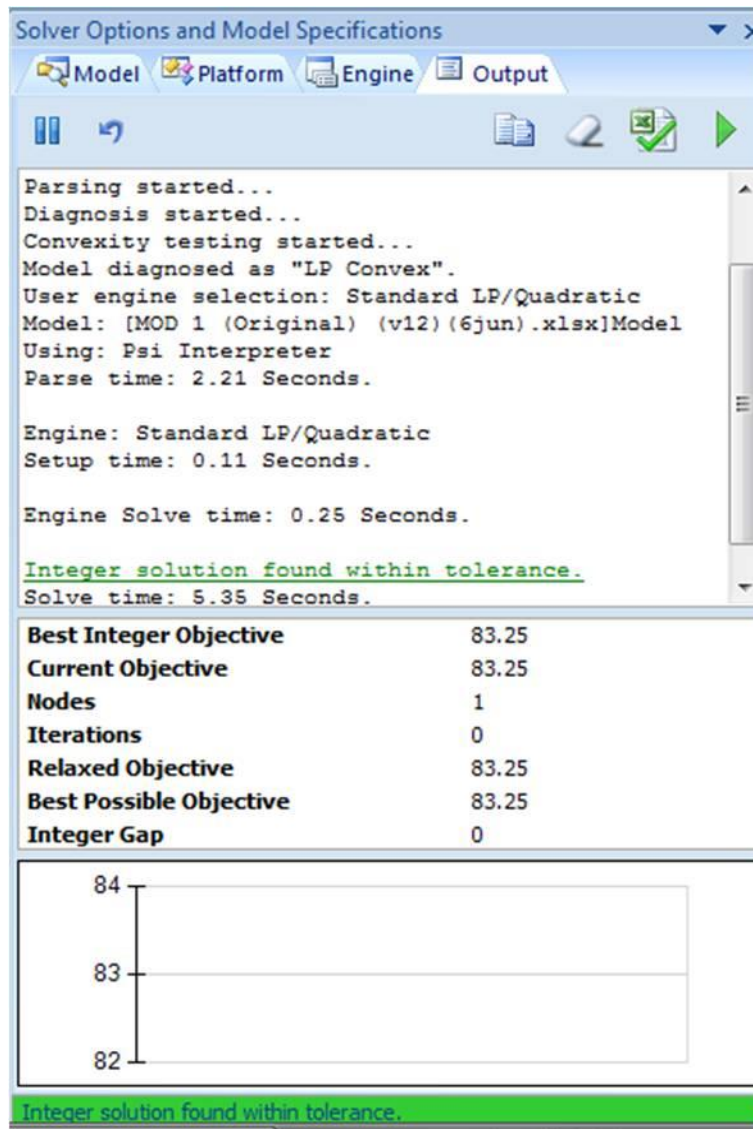 Solver Options and Model Specifications
Model Platform Engine Output
Parsing started...
Diagnosis started...
Convexity testing started...
Model diagnosed as "LP Convex".
User engine selection: Standard LP/Quadratic
Model: [MOD 1 (Original) (v12)(6jun).xlsx]Model
Using: Psi Interpreter
Parse time: 2.21 Seconds.
Engine: Standard LP/Quadratic
Setup time: 0.11 Seconds.
Engine Solve time: 0.25 Seconds.
Integer solution found within tolerance.
Solve time: 5.35 Seconds.
Best Integer Objective 83.25
Current Objective 83.25
Nodes 1
Iterations 0
Relaxed Objective 83.25
Best Possible Objective 83.25
Integer Gap 0
84
83
82
Integer solution found within tolerance.